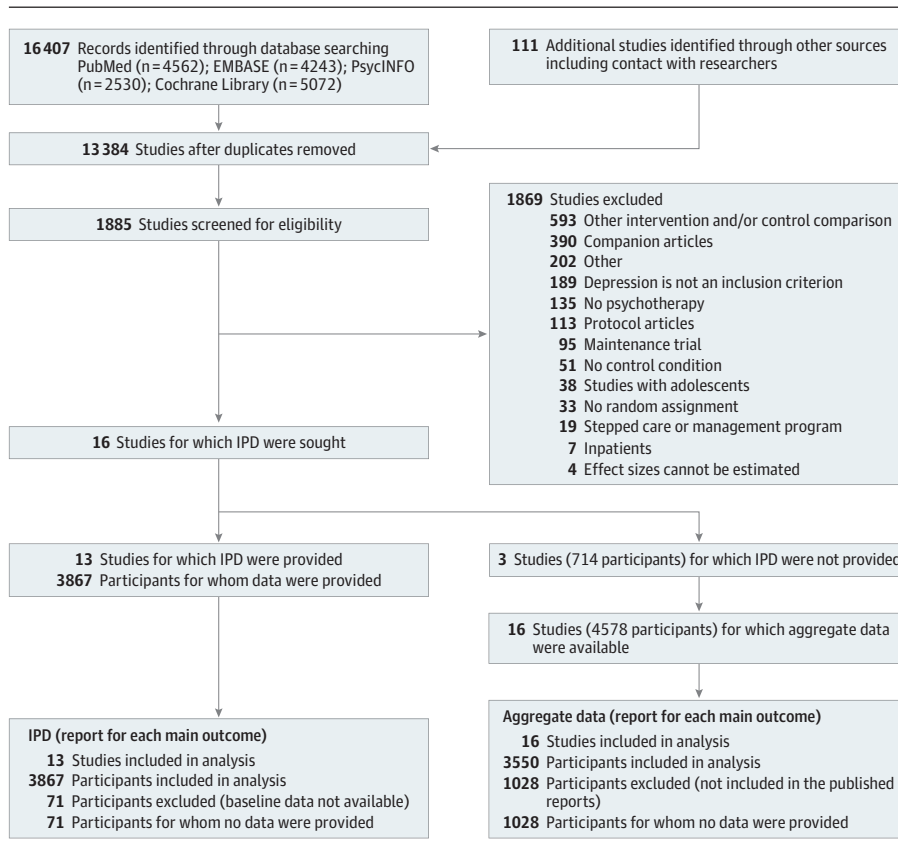 16 407 Records identified through database searching
PubMed (n = 4562); EMBASE (n = 4243); PsycINFO
(n = 2530); Cochrane Library (n = 5072)
111 Additional studies identified through other sources
including contact with researchers
13 384 Studies after duplicates removed
1885 Studies screened for eligibility
1869 Studies excluded
593 Other intervention and/or control comparison
390 Companion articles
202 Other
189 Depression is not an inclusion criterion
135 No psychotherapy
113 Protocol articles
95 Maintenance trial
51 No control condition
38 Studies with adolescents
33 No random assignment
19 Stepped care or management program
7 Inpatients
4 Effect sizes cannot be estimated
16 Studies for which IPD were sought
13 Studies for which IPD were provided
3867 Participants for whom data were provided
3 Studies (714 participants) for which IPD were not provided
16 Studies (4578 participants) for which aggregate data
were available
IPD (report for each main outcome)
13 Studies included in analysis
3867 Participants included in analysis
71 Participants excluded (baseline data not available)
71 Participants for whom no data were provided
Aggregate data (report for each main outcome)
16 Studies included in analysis
3550 Participants included in analysis
1028 Participants excluded (not included in the published
reports)
1028 Participants for whom no data were provided